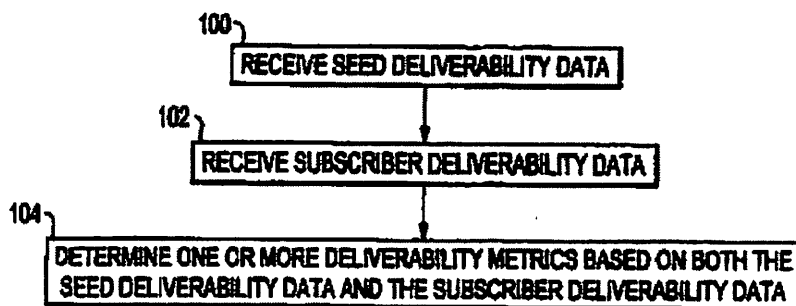 100
RECEIVE SEED DELIVERABILITY DATA
102
RECEIVE SUBSCRIBER DELIVERABILITY DATA
104
DETERMINE ONE OR MORE DELIVERABILITY METRICS BASED ON BOTH THE
SEED DELIVERABILITY DATA AND THE SUBSCRIBER DELIVERABILITY DATA